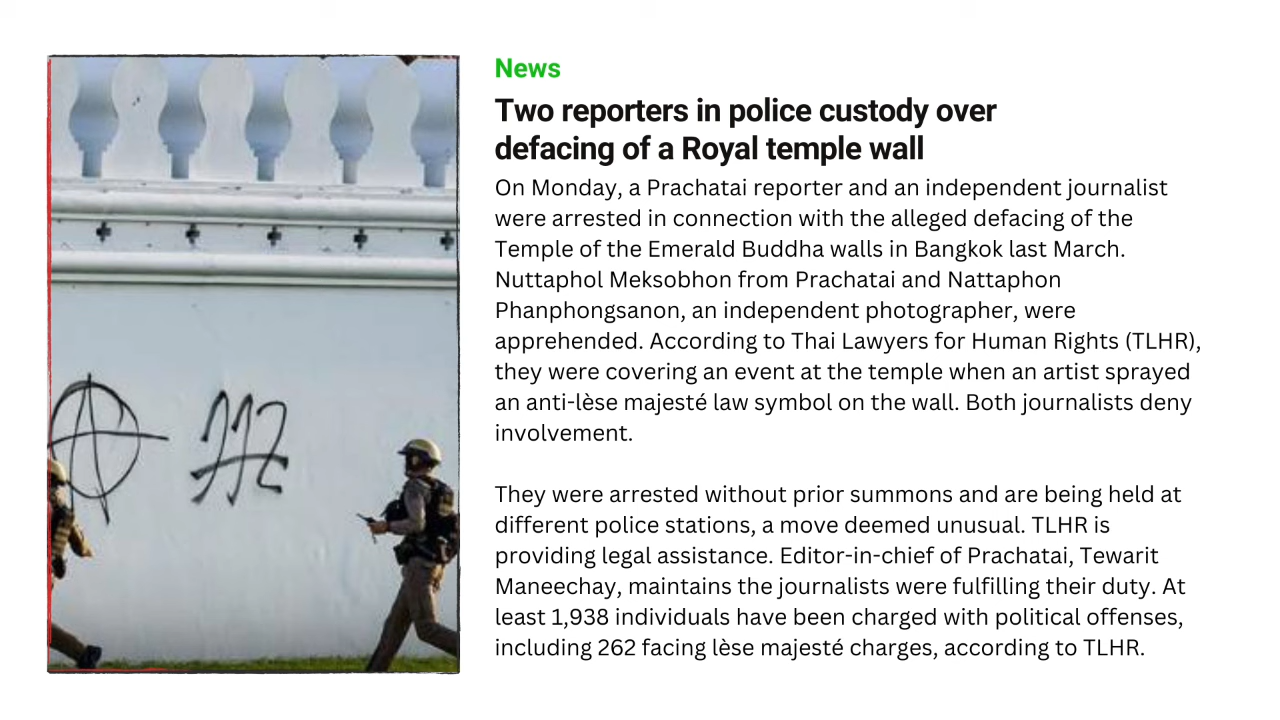 News
Two reporters in police custody over
defacing of a Royal temple wall
On Monday, a Prachatai reporter and an independent journalist
were arrested in connection with the alleged defacing of the
Temple of the Emerald Buddha walls in Bangkok last March.
Nuttaphol Meksobhon from Prachatai and Nattaphon
Phanphongsanon, an independent photographer, were
apprehended. According to Thai Lawyers for Human Rights (TLHR),
they were covering an event at the temple when an artist sprayed
an anti-lèse majesté law symbol on the wall. Both journalists deny
involvement.
They were arrested without prior summons and are being held at
different police stations, a move deemed unusual. TLHR is
providing legal assistance. Editor-in-chief of Prachatai, Tewarit
Maneechay, maintains the journalists were fulfilling their duty. At
least 1,938 individuals have been charged with political offenses,
including 262 facing lèse majesté charges, according to TLHR.
A 112